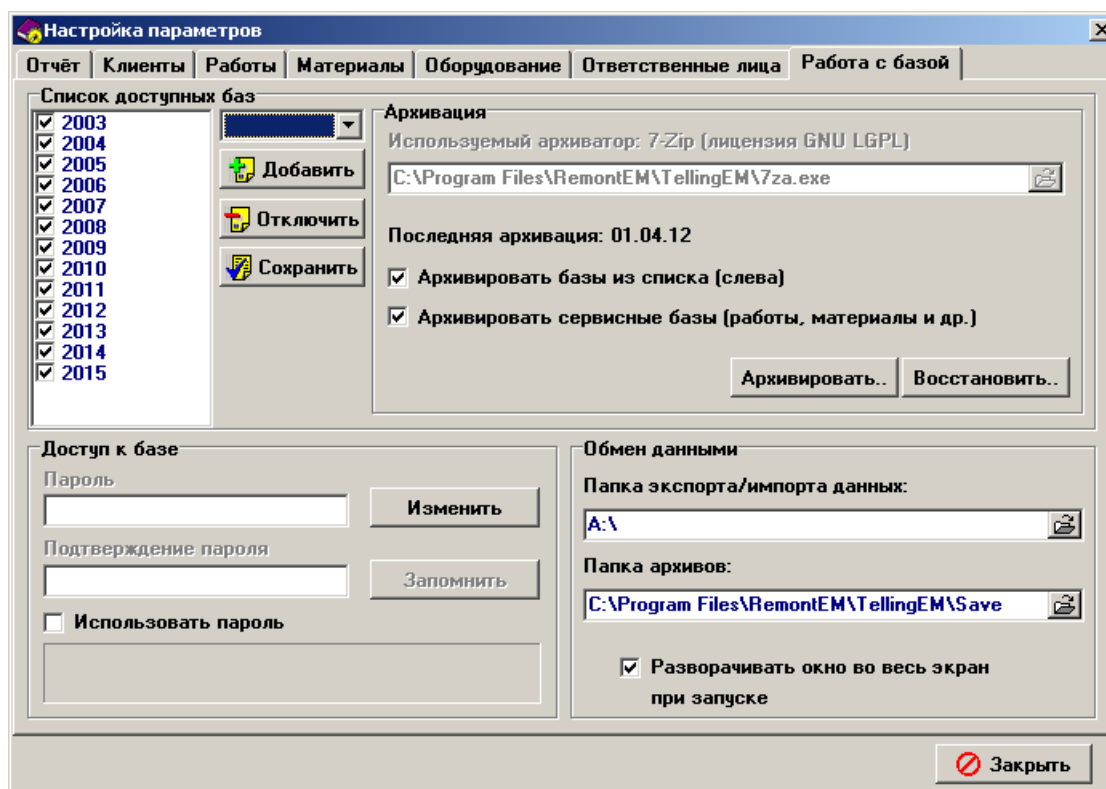 Настройка параметров
Отчёт
Клиенты
Работы
Материалы
Оборудование
Ответственные лица
Работа с базой
Список доступных баз
2003
2004
2005
2006
2007
2008
2009
2010
2011
2012
2013
2014
2015
Добавить
Отключить
Сохранить
Архивация
Используемый архиватор: 7-Zip (лицензия GNU LGPL)
C:\Program Files\RemontEM\TellingEM\7za.exe
Последняя архивация: 01.04.12
Архивировать базы из списка (слева)
Архивировать сервисные базы (работы, материалы и др.)
Архивировать..
Восстановить..
Доступ к базе
Пароль
Изменить
Подтверждение пароля
Запомнить
Использовать пароль
Обмен данными
Папка экспорта/импорта данных:
A:\
Папка архивов:
C:\Program Files\RemontEM\TellingEM\Save
Разворачивать окно во весь экран
при запуске
Закрыть